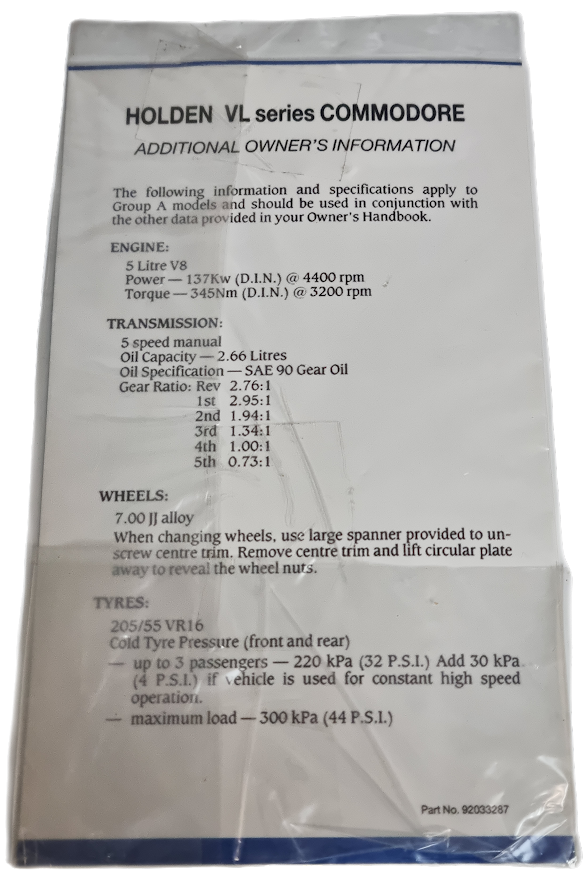 HOLDEN VL series COMMODORE
ADDITIONAL OWNER'S INFORMATION
The following information and specifications apply to
Group A models and should be used in conjunction with
the other data provided in your Owner's Handbook.
ENGINE:
5 Litre V8
Power — 137Kw (D.I.N.) @ 4400 rpm
Torque — 345Nm (D.I.N.) @ 3200 rpm
TRANSMISSION:
5 speed manual
Oil Capacity — 2.66 Litres
Oil Specification — SAE 90 Gear Oil
Gear Ratio: Rev 2.76:1
1st 2.95:1
2nd 1.94:1
3rd 1.34:1
4th 1.00:1
5th 0.73:1
WHEELS:
7.00 JJ alloy
When changing wheels, use large spanner provided to un-
screw centre trim. Remove centre trim and lift circular plate
away to reveal the wheel nuts.
TYRES:
205/55 VR16
Cold Tyre Pressure (front and rear)
— up to 3 passengers — 220 kPa (32 P.S.I.) Add 30 kPa
(4 P.S.I.) if vehicle is used for constant high speed
operation.
— maximum load — 300 kPa (44 P.S.I.)
Part No. 92033287